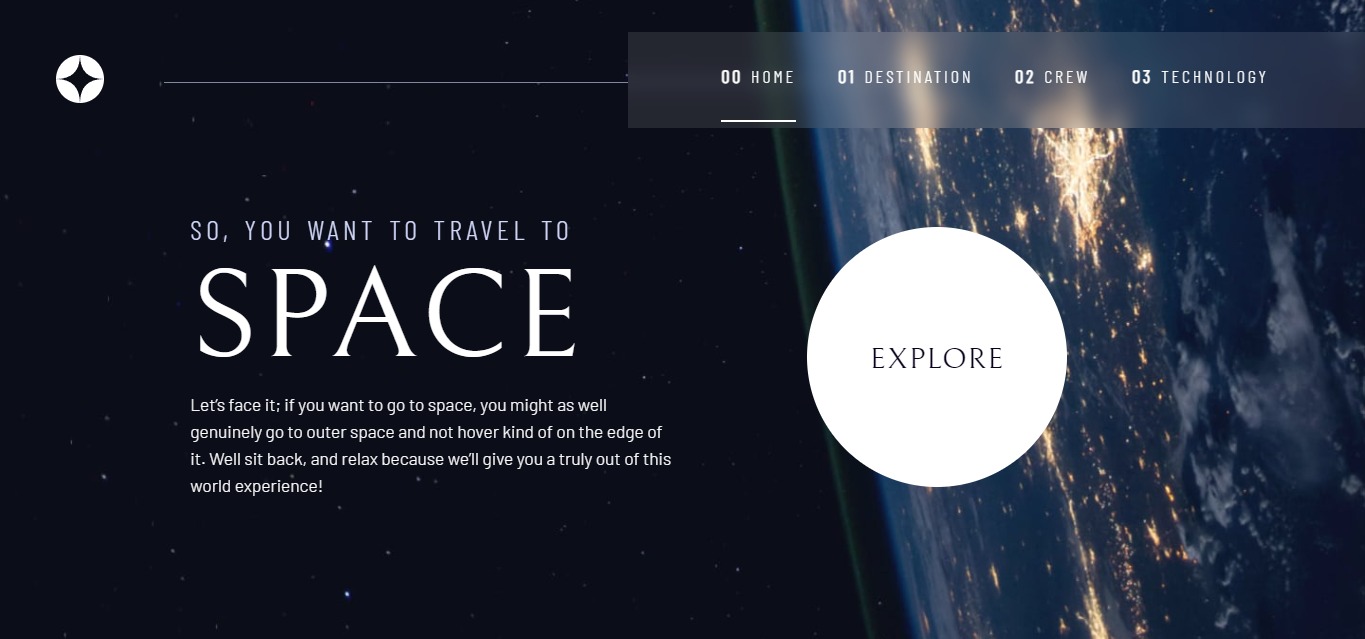 00 HOME 01 DESTINATION 02 CREW 03 TECHNOLOGY
SO, YOU WANT TO TRAVEL TO
SPACE
Let’s face it; if you want to go to space, you might as well
genuinely go to outer space and not hover kind of on the edge of
it. Well sit back, and relax because we’ll give you a truly out of this
world experience!
EXPLORE